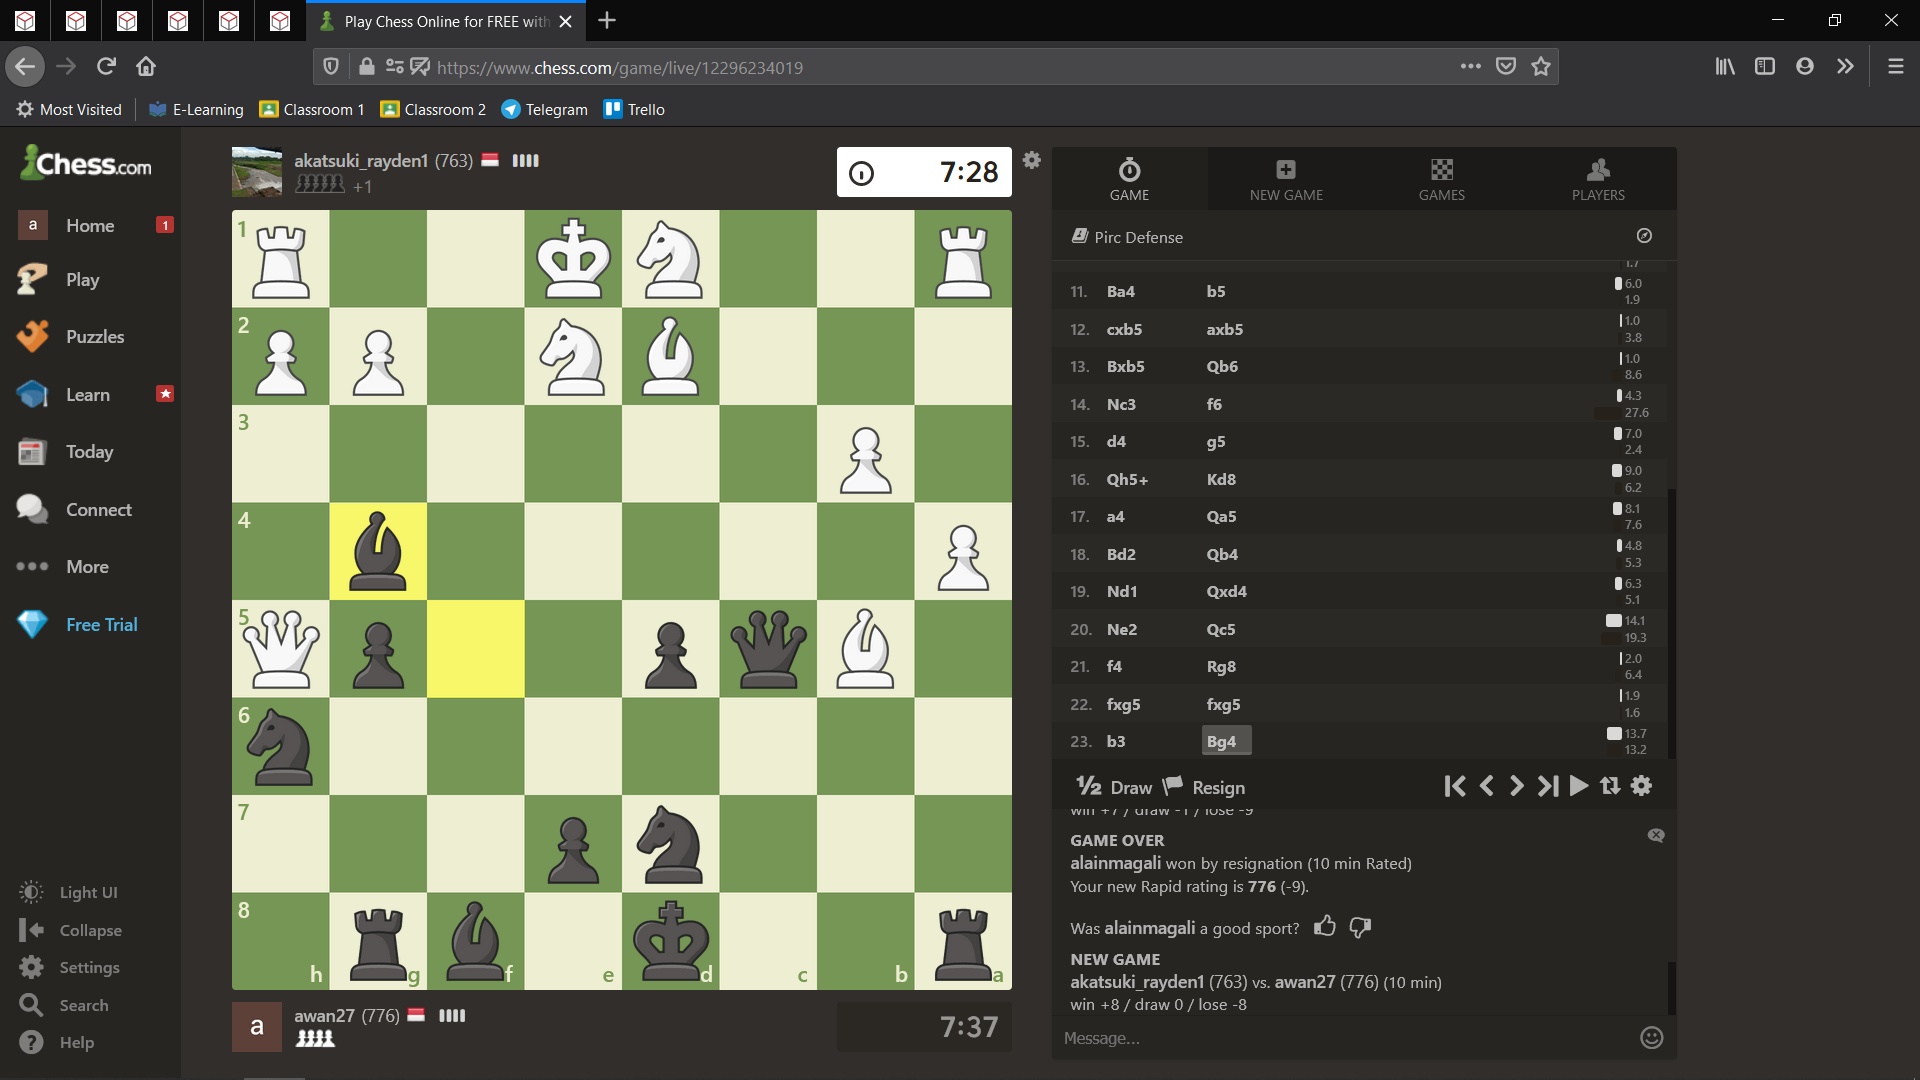 Play Chess Online for FREE with
https://www.chess.com/game/live/12296234019
Most Visited
E-Learning
Classroom 1
Classroom 2
Telegram
Trello
Chess.com
a Home 1
Play
Puzzles
Learn
Today
Connect
More
Free Trial
Light UI
Collapse
Settings
Search
Help
akatsuki_rayden1 (763)
+1
7:28
1
2
3
4
5
6
7
8
h g f e d c b a
a
awan27 (776)
7:37
GAME
NEW GAME
GAMES
PLAYERS
Pirc Defense
1.7
11. Ba4 b5 6.0
1.9
12. cxb5 axb5 1.0
3.8
13. Bxb5 Qb6 1.0
8.6
14. Nc3 f6 4.3
27.6
15. d4 g5 7.0
2.4
16. Qh5+ Kd8 9.0
6.2
17. a4 Qa5 8.1
7.6
18. Bd2 Qb4 4.8
5.3
19. Nd1 Qxd4 6.3
5.1
20. Ne2 Qc5 14.1
19.3
21. f4 Rg8 2.0
6.4
22. fxg5 fxg5 1.9
1.6
23. b3 Bg4 13.7
13.2
½ Draw Resign
win +7 / draw -1 / lose -9
GAME OVER
alainmagali won by resignation (10 min Rated)
Your new Rapid rating is 776 (-9).
Was alainmagali a good sport?
NEW GAME
akatsuki_rayden1 (763) vs. awan27 (776) (10 min)
win +8 / draw 0 / lose -8
Message...